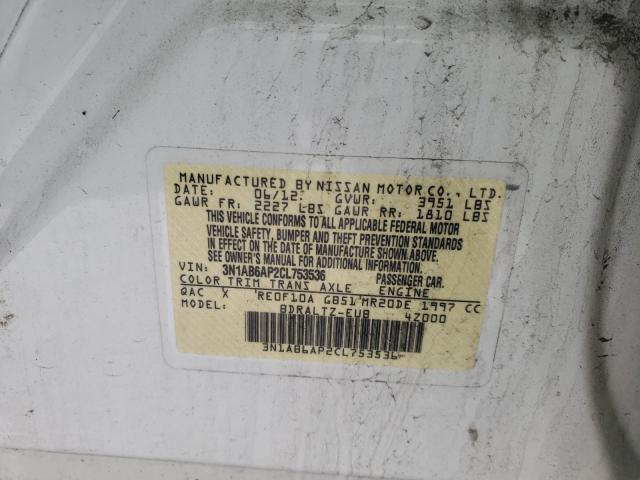 MANUFACTURED BY NISSAN MOTOR CO., LTD.
DATE: 06/12: GVWR: 3951 LBS
GAWR FR: 2227 LBS GAWR RR: 1810 LBS
THIS VEHICLE CONFORMS TO ALL APPLICABLE FEDERAL MOTOR
VEHICLE SAFETY, BUMPER AND THEFT PREVENTION STANDARDS
IN EFFECT ON THE DATE OF MANUFACTURE SHOWN ABOVE.
SEE OWNER'S MANUAL FOR ADDITIONAL INFORMATION.
VIN: 3N1AB6AP2CL753536 PASSENGER CAR.
COLOR TRIM TRANS AXLE ENGINE
QAC X RE0F10A GB51 MR20DE 1997 CC
MODEL: BDRALTZ-EUB 4Z000
3N1AB6AP2CL753536